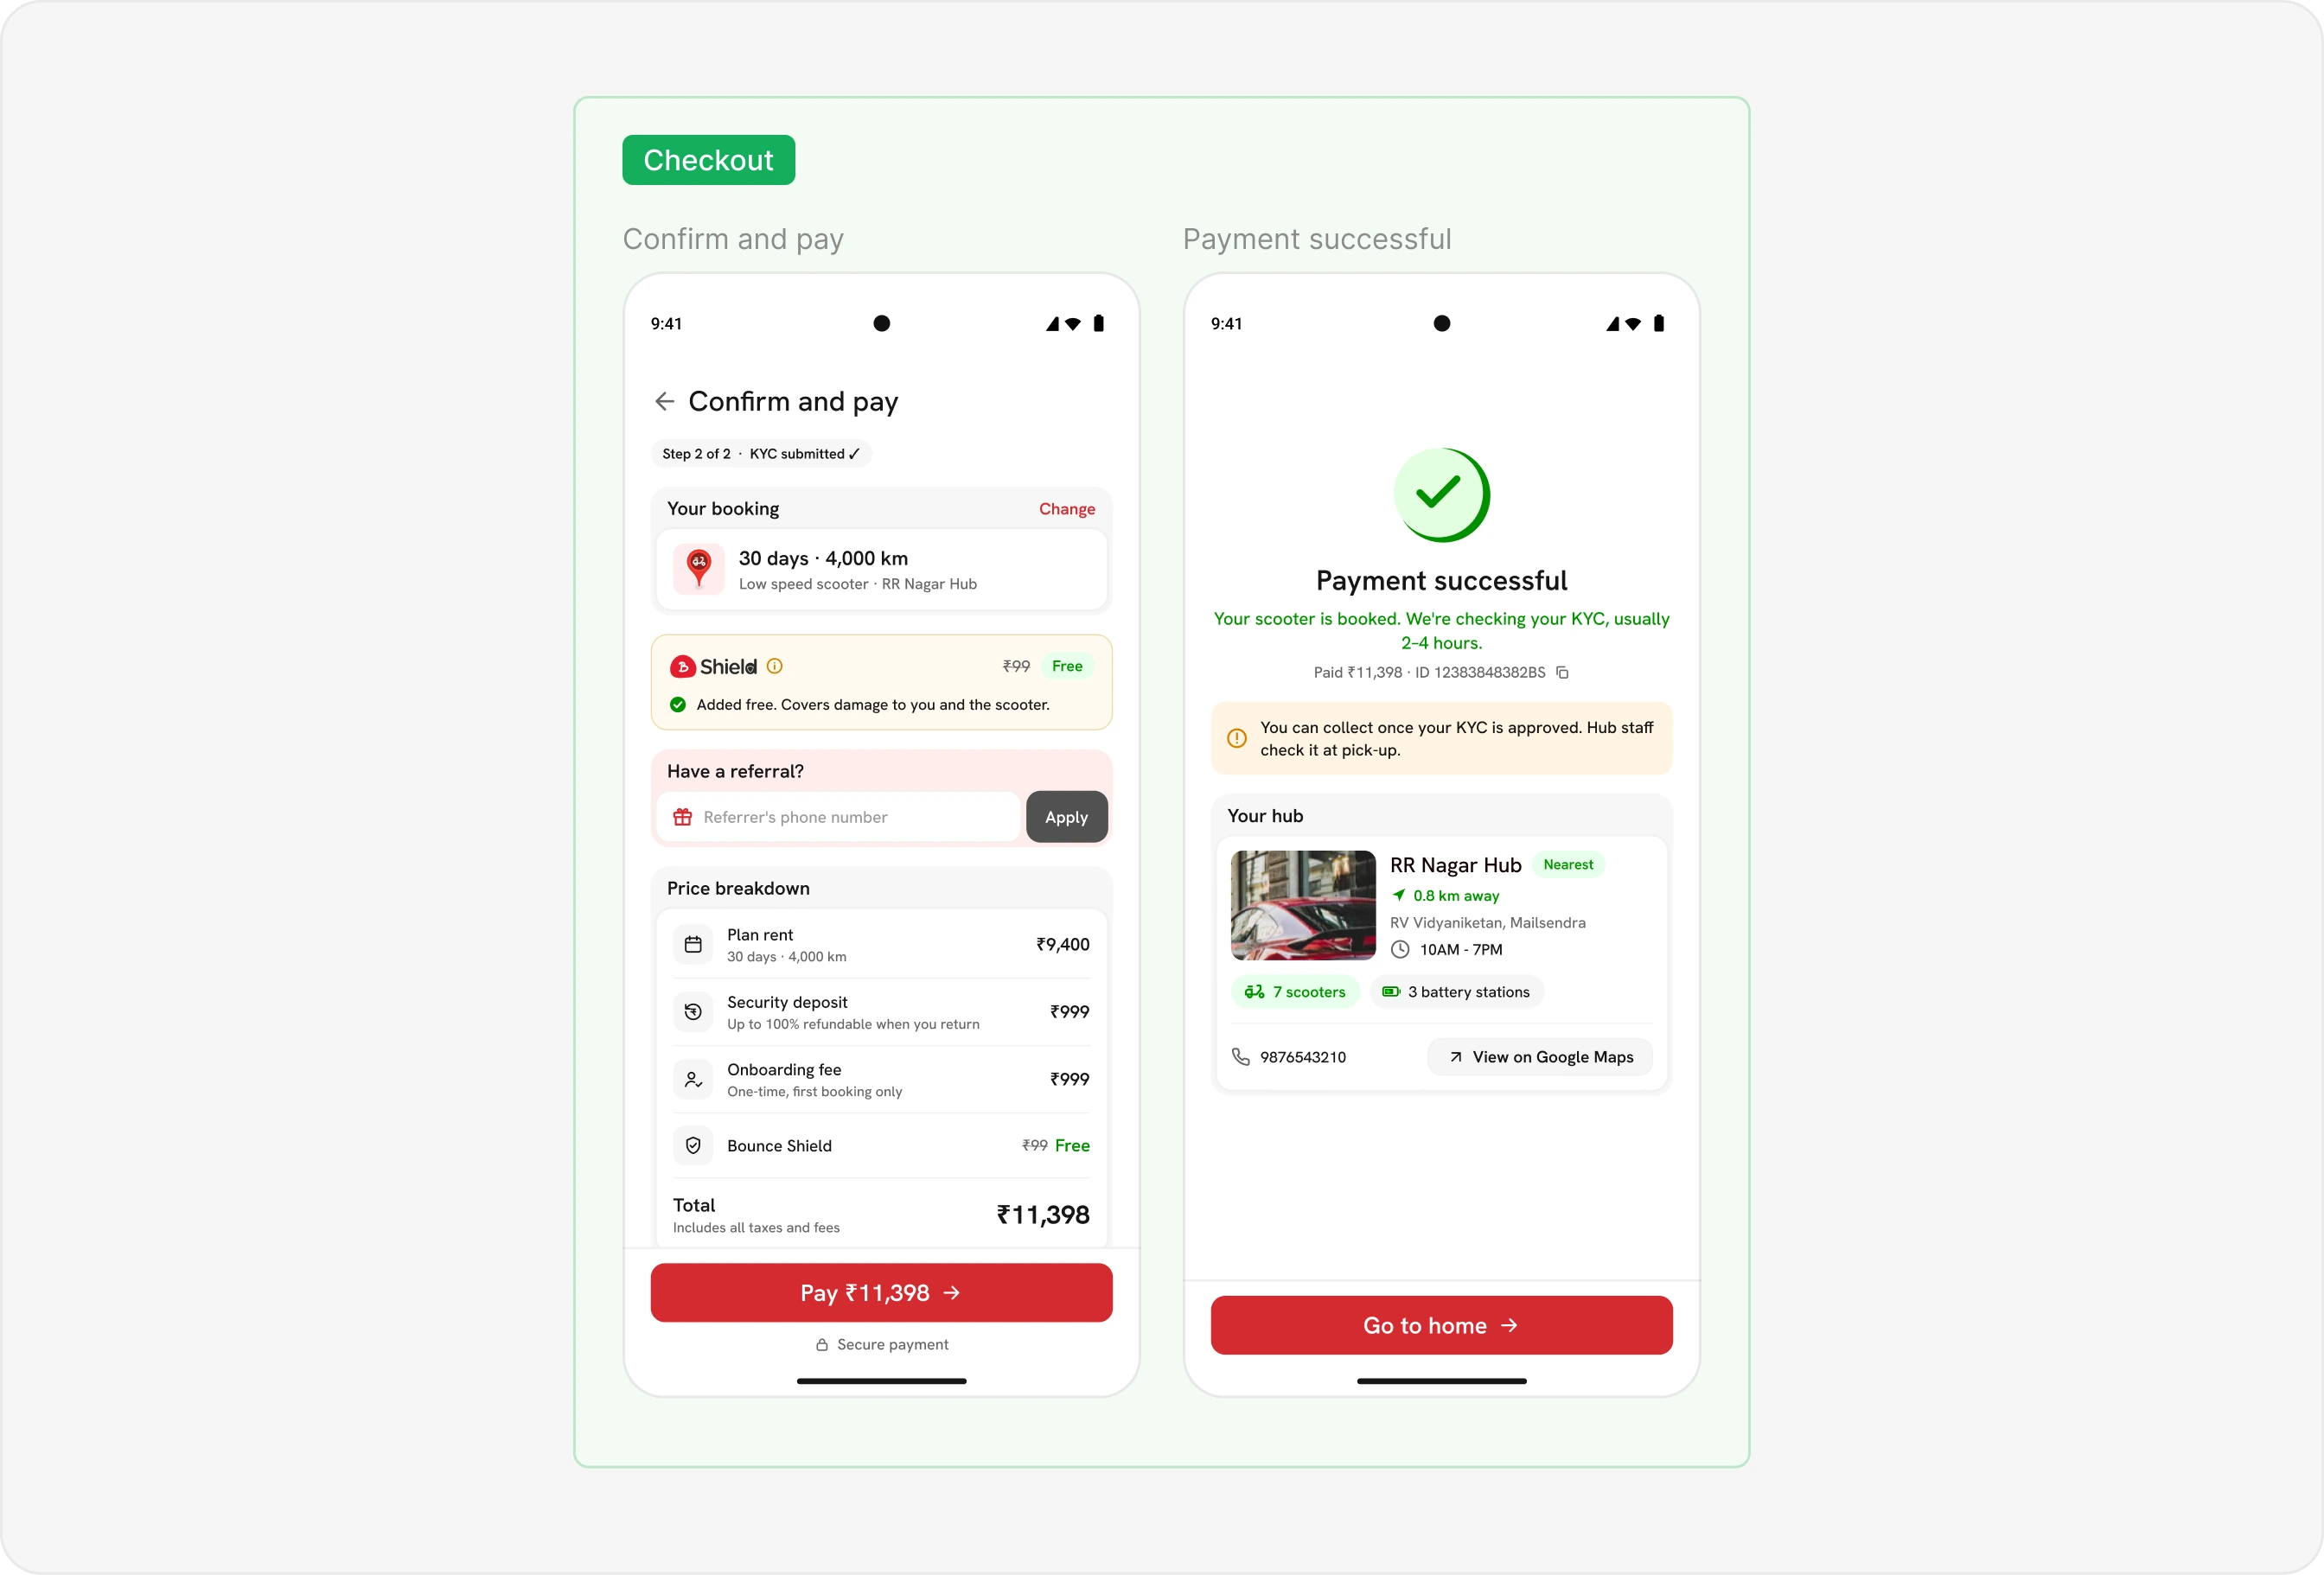 Checkout
Confirm and pay
9:41
Confirm and pay
Step 2 of 2 · KYC submitted ✓
Your booking
Change
30 days · 4,000 km
Low speed scooter · RR Nagar Hub
Shield
₹99 Free
Added free. Covers damage to you and the scooter.
Have a referral?
Referrer's phone number
Apply
Price breakdown
Plan rent
30 days · 4,000 km
₹9,400
Security deposit
Up to 100% refundable when you return
₹999
Onboarding fee
One-time, first booking only
₹999
Bounce Shield
₹99 Free
Total
Includes all taxes and fees
₹11,398
Pay ₹11,398 →
Secure payment
Payment successful
9:41
Payment successful
Your scooter is booked. We're checking your KYC, usually
2–4 hours.
Paid ₹11,398 · ID 12383848382BS
You can collect once your KYC is approved. Hub staff
check it at pick-up.
Your hub
RR Nagar Hub
Nearest
0.8 km away
RV Vidyaniketan, Mailsendra
10AM - 7PM
7 scooters
3 battery stations
9876543210
View on Google Maps
Go to home →